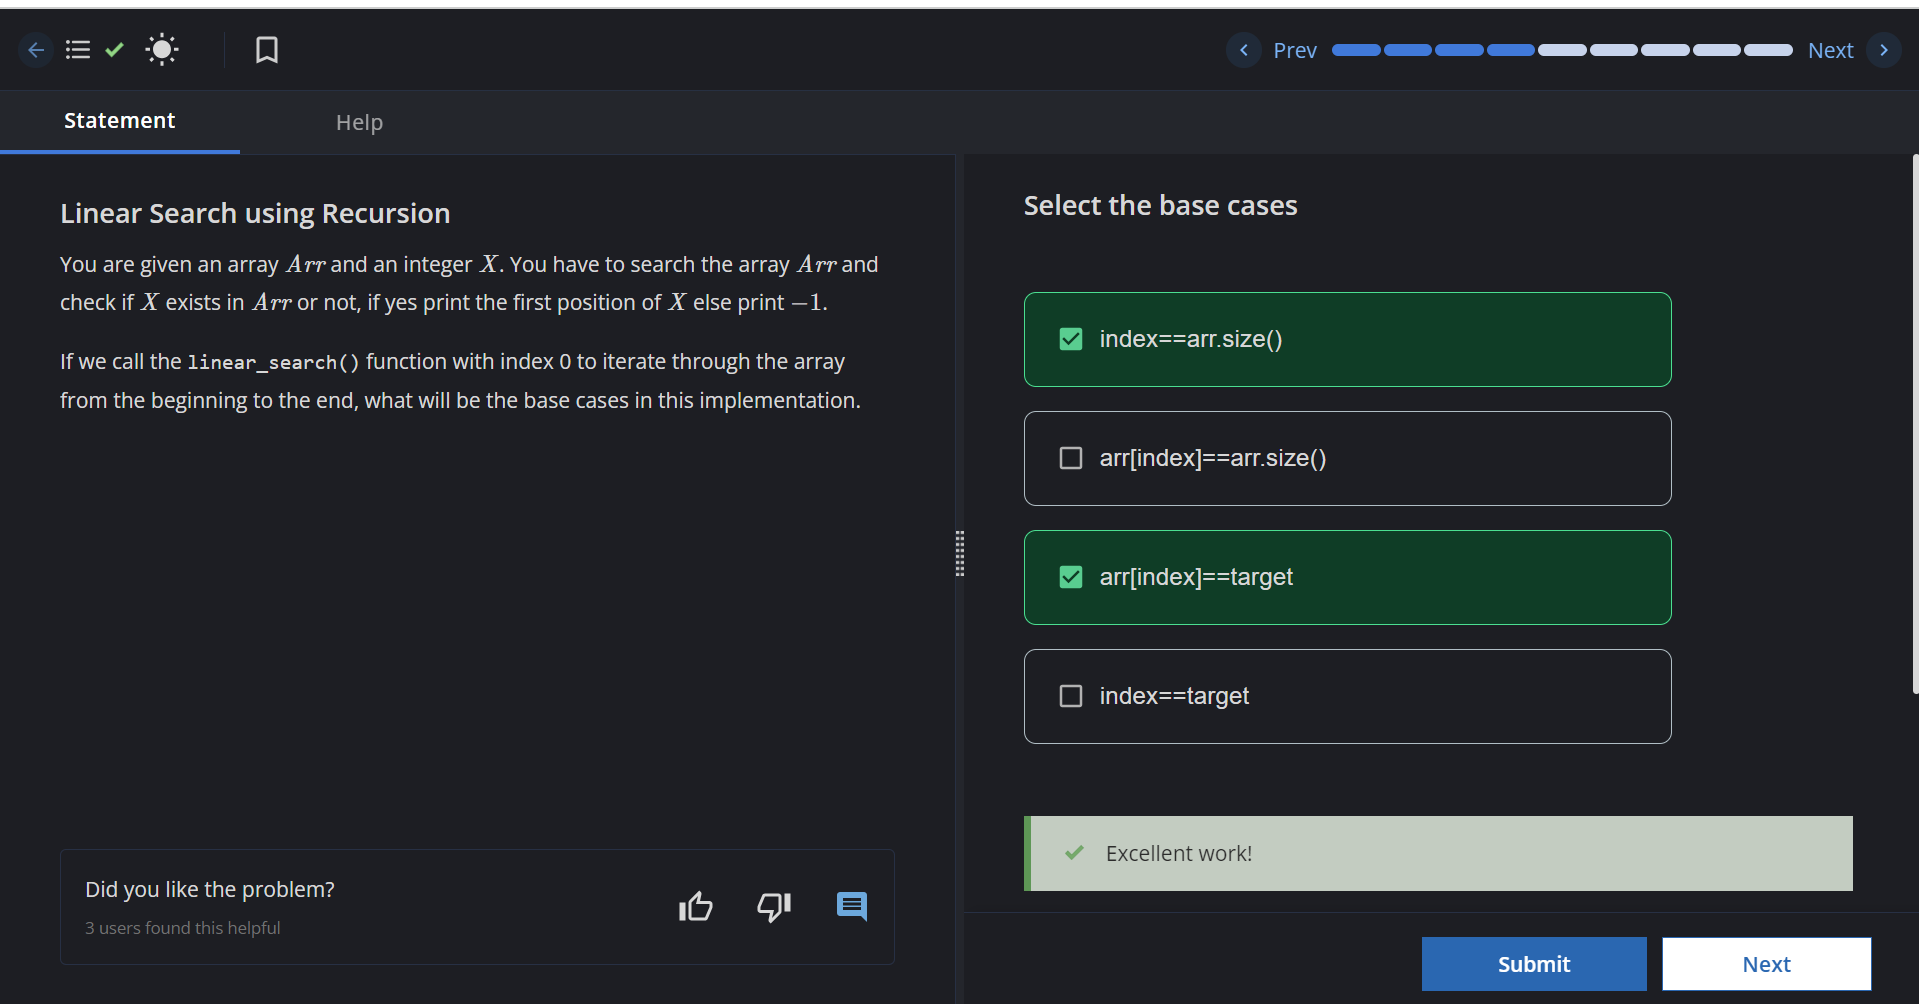 Prev
Next
Statement
Help
Linear Search using Recursion
You are given an array Arr and an integer X. You have to search the array Arr and
check if X exists in Arr or not, if yes print the first position of X else print −1.
If we call the linear_search() function with index 0 to iterate through the array
from the beginning to the end, what will be the base cases in this implementation.
Did you like the problem?
3 users found this helpful
Select the base cases
index==arr.size()
arr[index]==arr.size()
arr[index]==target
index==target
Excellent work!
Submit
Next